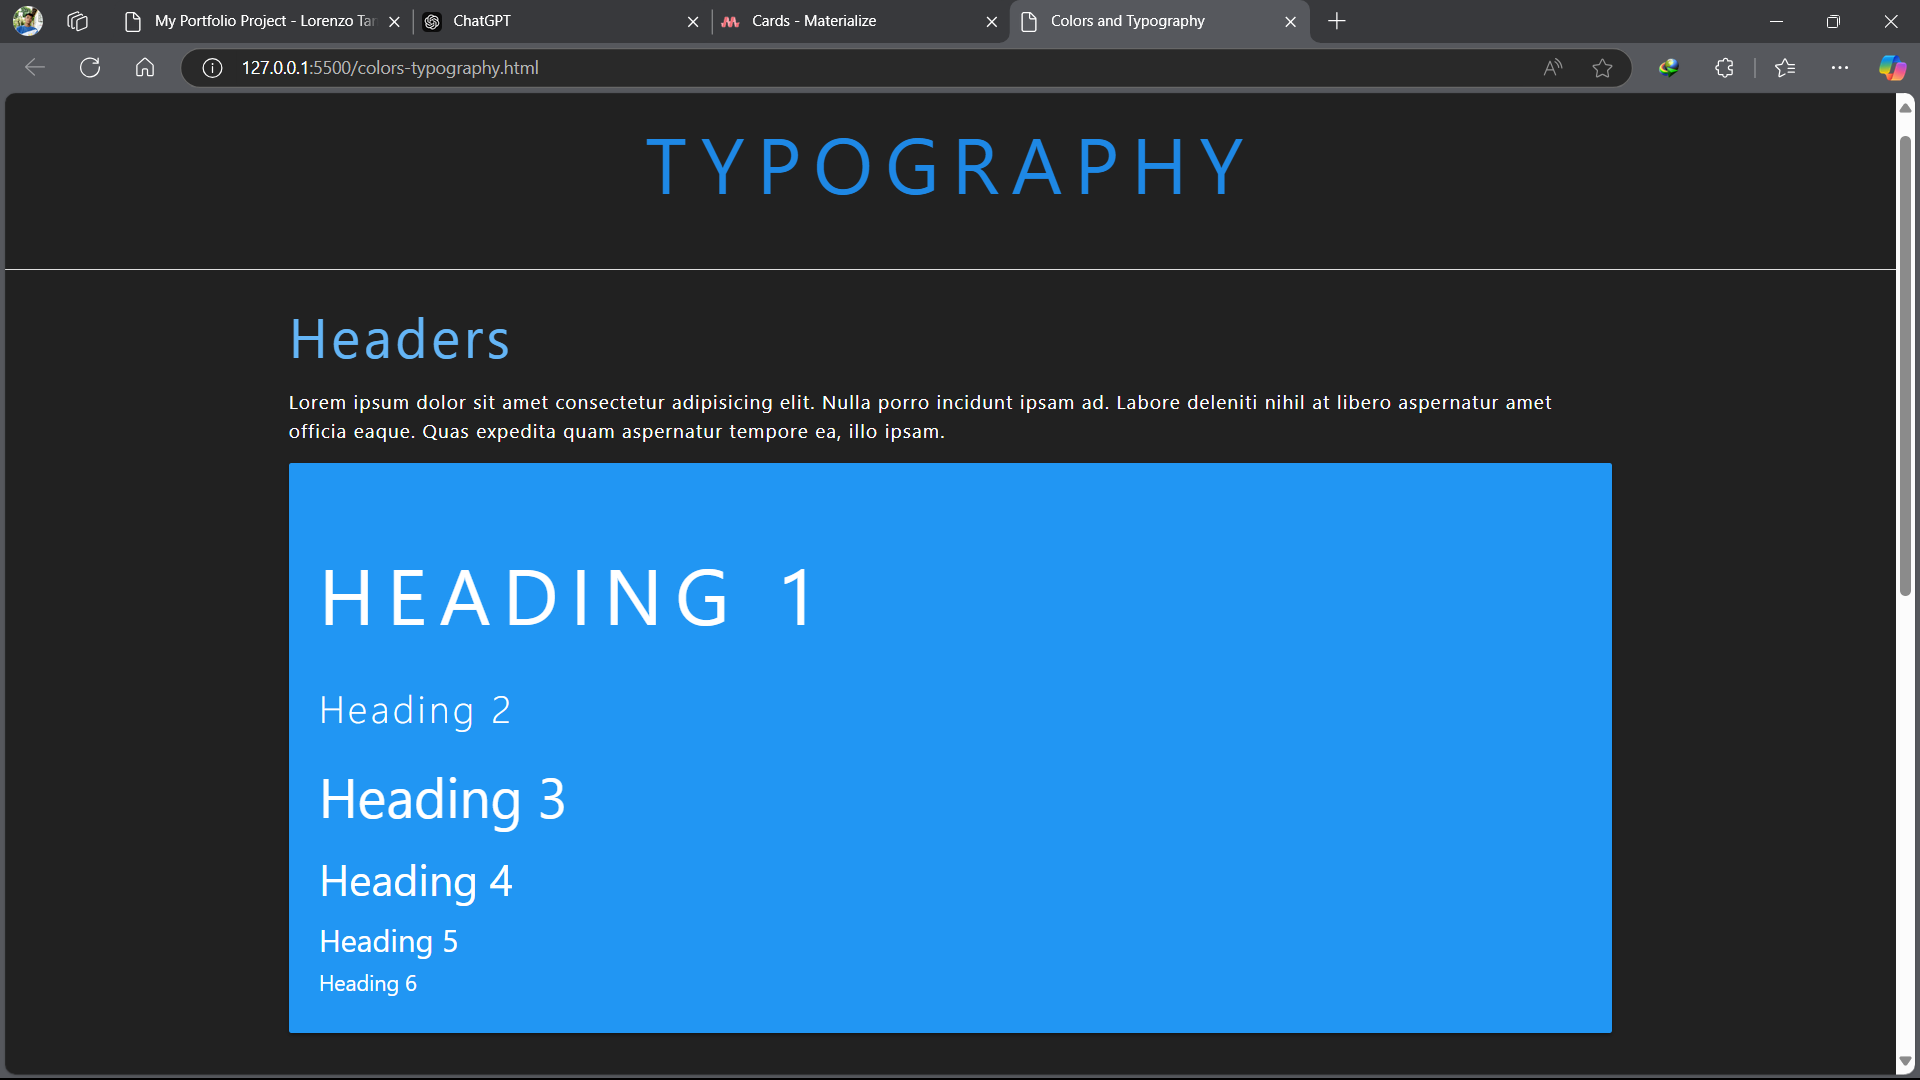 My Portfolio Project - Lorenzo Tar
ChatGPT
Cards - Materialize
Colors and Typography
127.0.0.1:5500/colors-typography.html
TYPOGRAPHY
Headers
Lorem ipsum dolor sit amet consectetur adipisicing elit. Nulla porro incidunt ipsam ad. Labore deleniti nihil at libero aspernatur amet
officia eaque. Quas expedita quam aspernatur tempore ea, illo ipsam.
HEADING 1
Heading 2
Heading 3
Heading 4
Heading 5
Heading 6